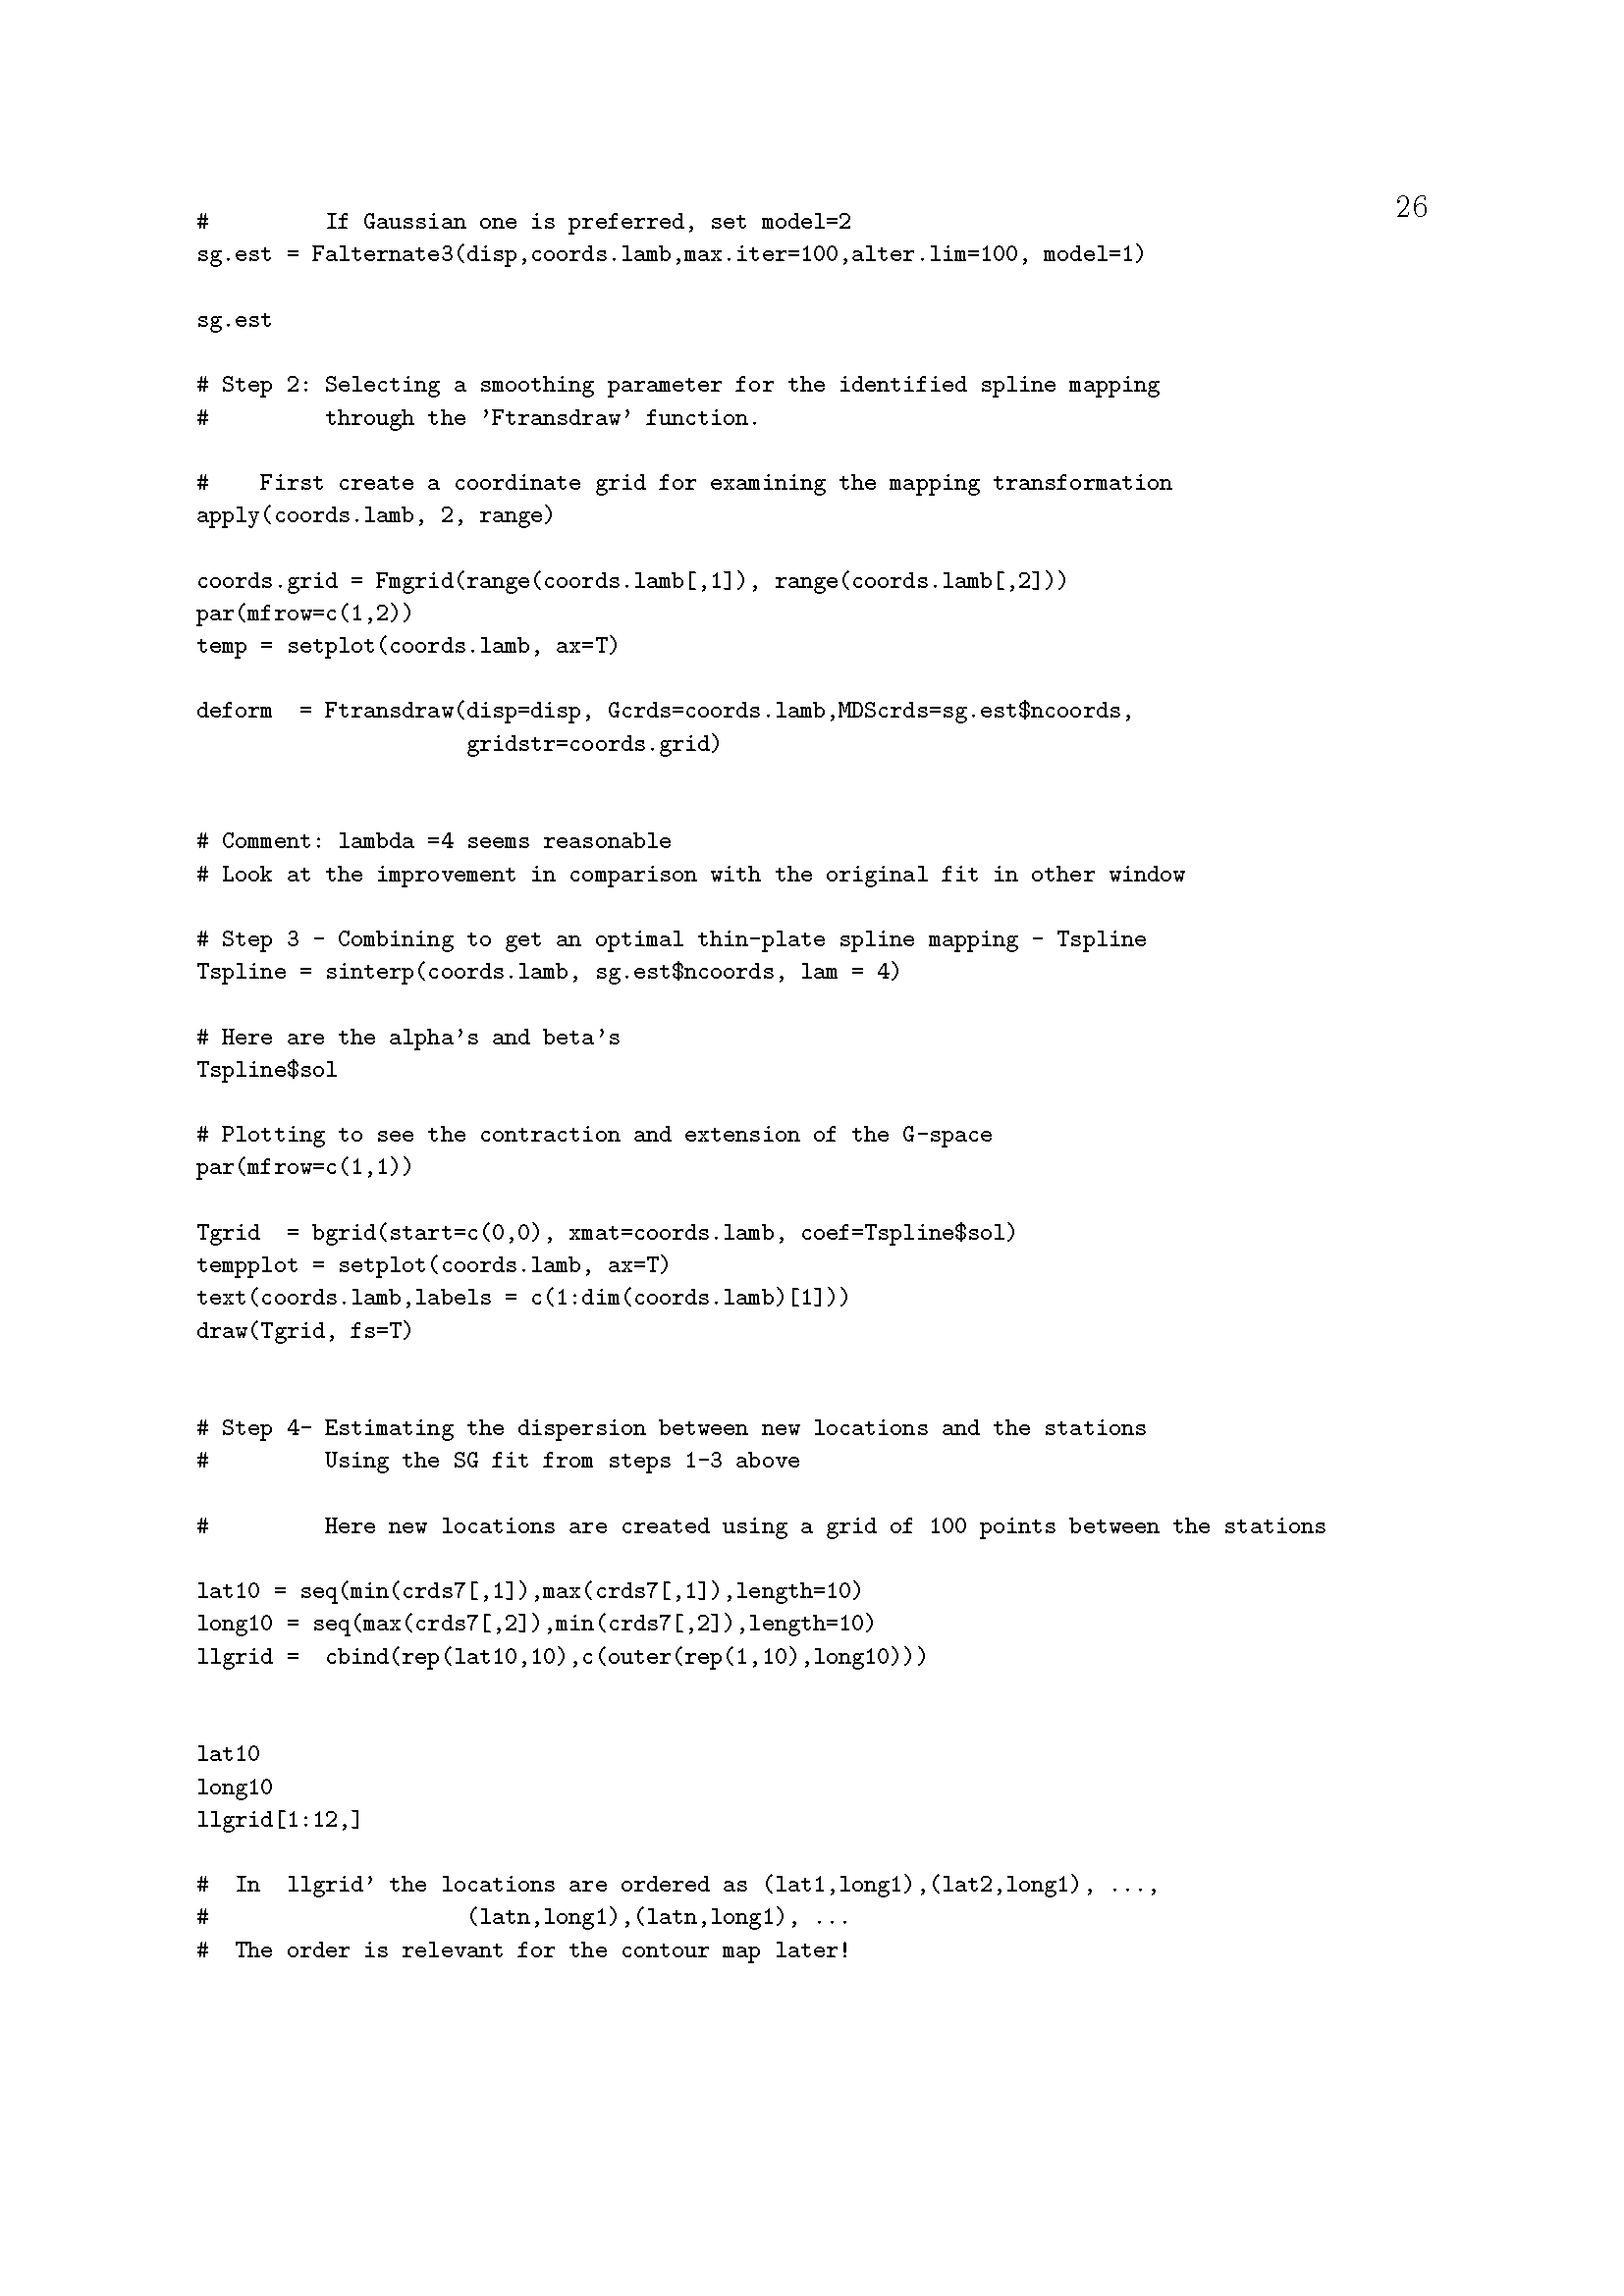 26
#         If Gaussian one is preferred, set model=2
sg.est = Falternate3(disp,coords.lamb,max.iter=100,alter.lim=100, model=1)
sg.est
# Step 2: Selecting a smoothing parameter for the identified spline mapping
#         through the ’Ftransdraw’ function.
#    First create a coordinate grid for examining the mapping transformation
apply(coords.lamb, 2, range)
coords.grid = Fmgrid(range(coords.lamb[,1]), range(coords.lamb[,2]))
par(mfrow=c(1,2))
temp = setplot(coords.lamb, ax=T)
deform  = Ftransdraw(disp=disp, Gcrds=coords.lamb,MDScrds=sg.est$ncoords,
                     gridstr=coords.grid)
# Comment: lambda =4 seems reasonable
# Look at the improvement in comparison with the original fit in other window
# Step 3 - Combining to get an optimal thin-plate spline mapping - Tspline
Tspline = sinterp(coords.lamb, sg.est$ncoords, lam = 4)
# Here are the alpha’s and beta’s
Tspline$sol
# Plotting to see the contraction and extension of the G-space
par(mfrow=c(1,1))
Tgrid  = bgrid(start=c(0,0), xmat=coords.lamb, coef=Tspline$sol)
tempplot = setplot(coords.lamb, ax=T)
text(coords.lamb,labels = c(1:dim(coords.lamb)[1]))
draw(Tgrid, fs=T)
# Step 4- Estimating the dispersion between new locations and the stations
#         Using the SG fit from steps 1-3 above
#         Here new locations are created using a grid of 100 points between the stations
lat10 = seq(min(crds7[,1]),max(crds7[,1]),length=10)
long10 = seq(max(crds7[,2]),min(crds7[,2]),length=10)
llgrid =  cbind(rep(lat10,10),c(outer(rep(1,10),long10)))
lat10
long10
llgrid[1:12,]
#  In  llgrid’ the locations are ordered as (lat1,long1),(lat2,long1), ...,
#                    (latn,long1),(latn,long1), ...
#  The order is relevant for the contour map later!